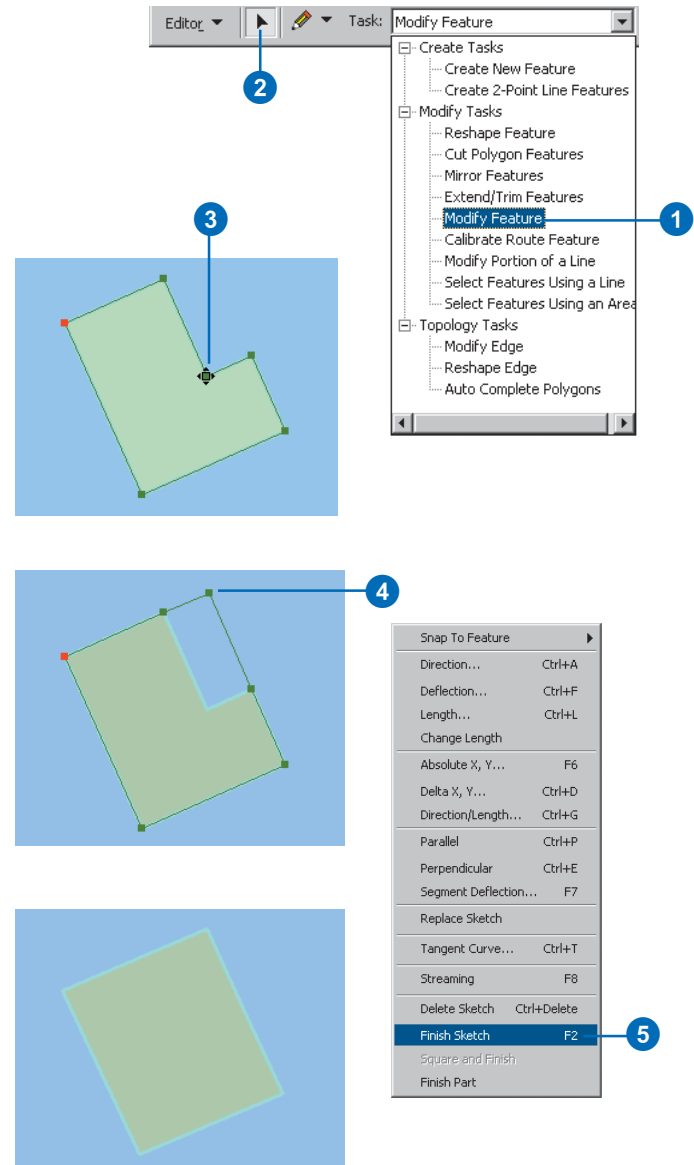 Editor Task: Modify Feature
2
Create Tasks
Create New Feature
Create 2-Point Line Features
Modify Tasks
Reshape Feature
Cut Polygon Features
Mirror Features
Extend/Trim Features
Modify Feature
1
Calibrate Route Feature
Modify Portion of a Line
Select Features Using a Line
Select Features Using an Area
Topology Tasks
Modify Edge
Reshape Edge
Auto Complete Polygons
3
4
Snap To Feature
Direction... Ctrl+A
Deflection... Ctrl+F
Length... Ctrl+L
Change Length
Absolute X, Y... F6
Delta X, Y... Ctrl+D
Direction/Length... Ctrl+G
Parallel Ctrl+P
Perpendicular Ctrl+E
Segment Deflection... F7
Replace Sketch
Tangent Curve... Ctrl+T
Streaming F8
Delete Sketch Ctrl+Delete
Finish Sketch F2
5
Square and Finish
Finish Part